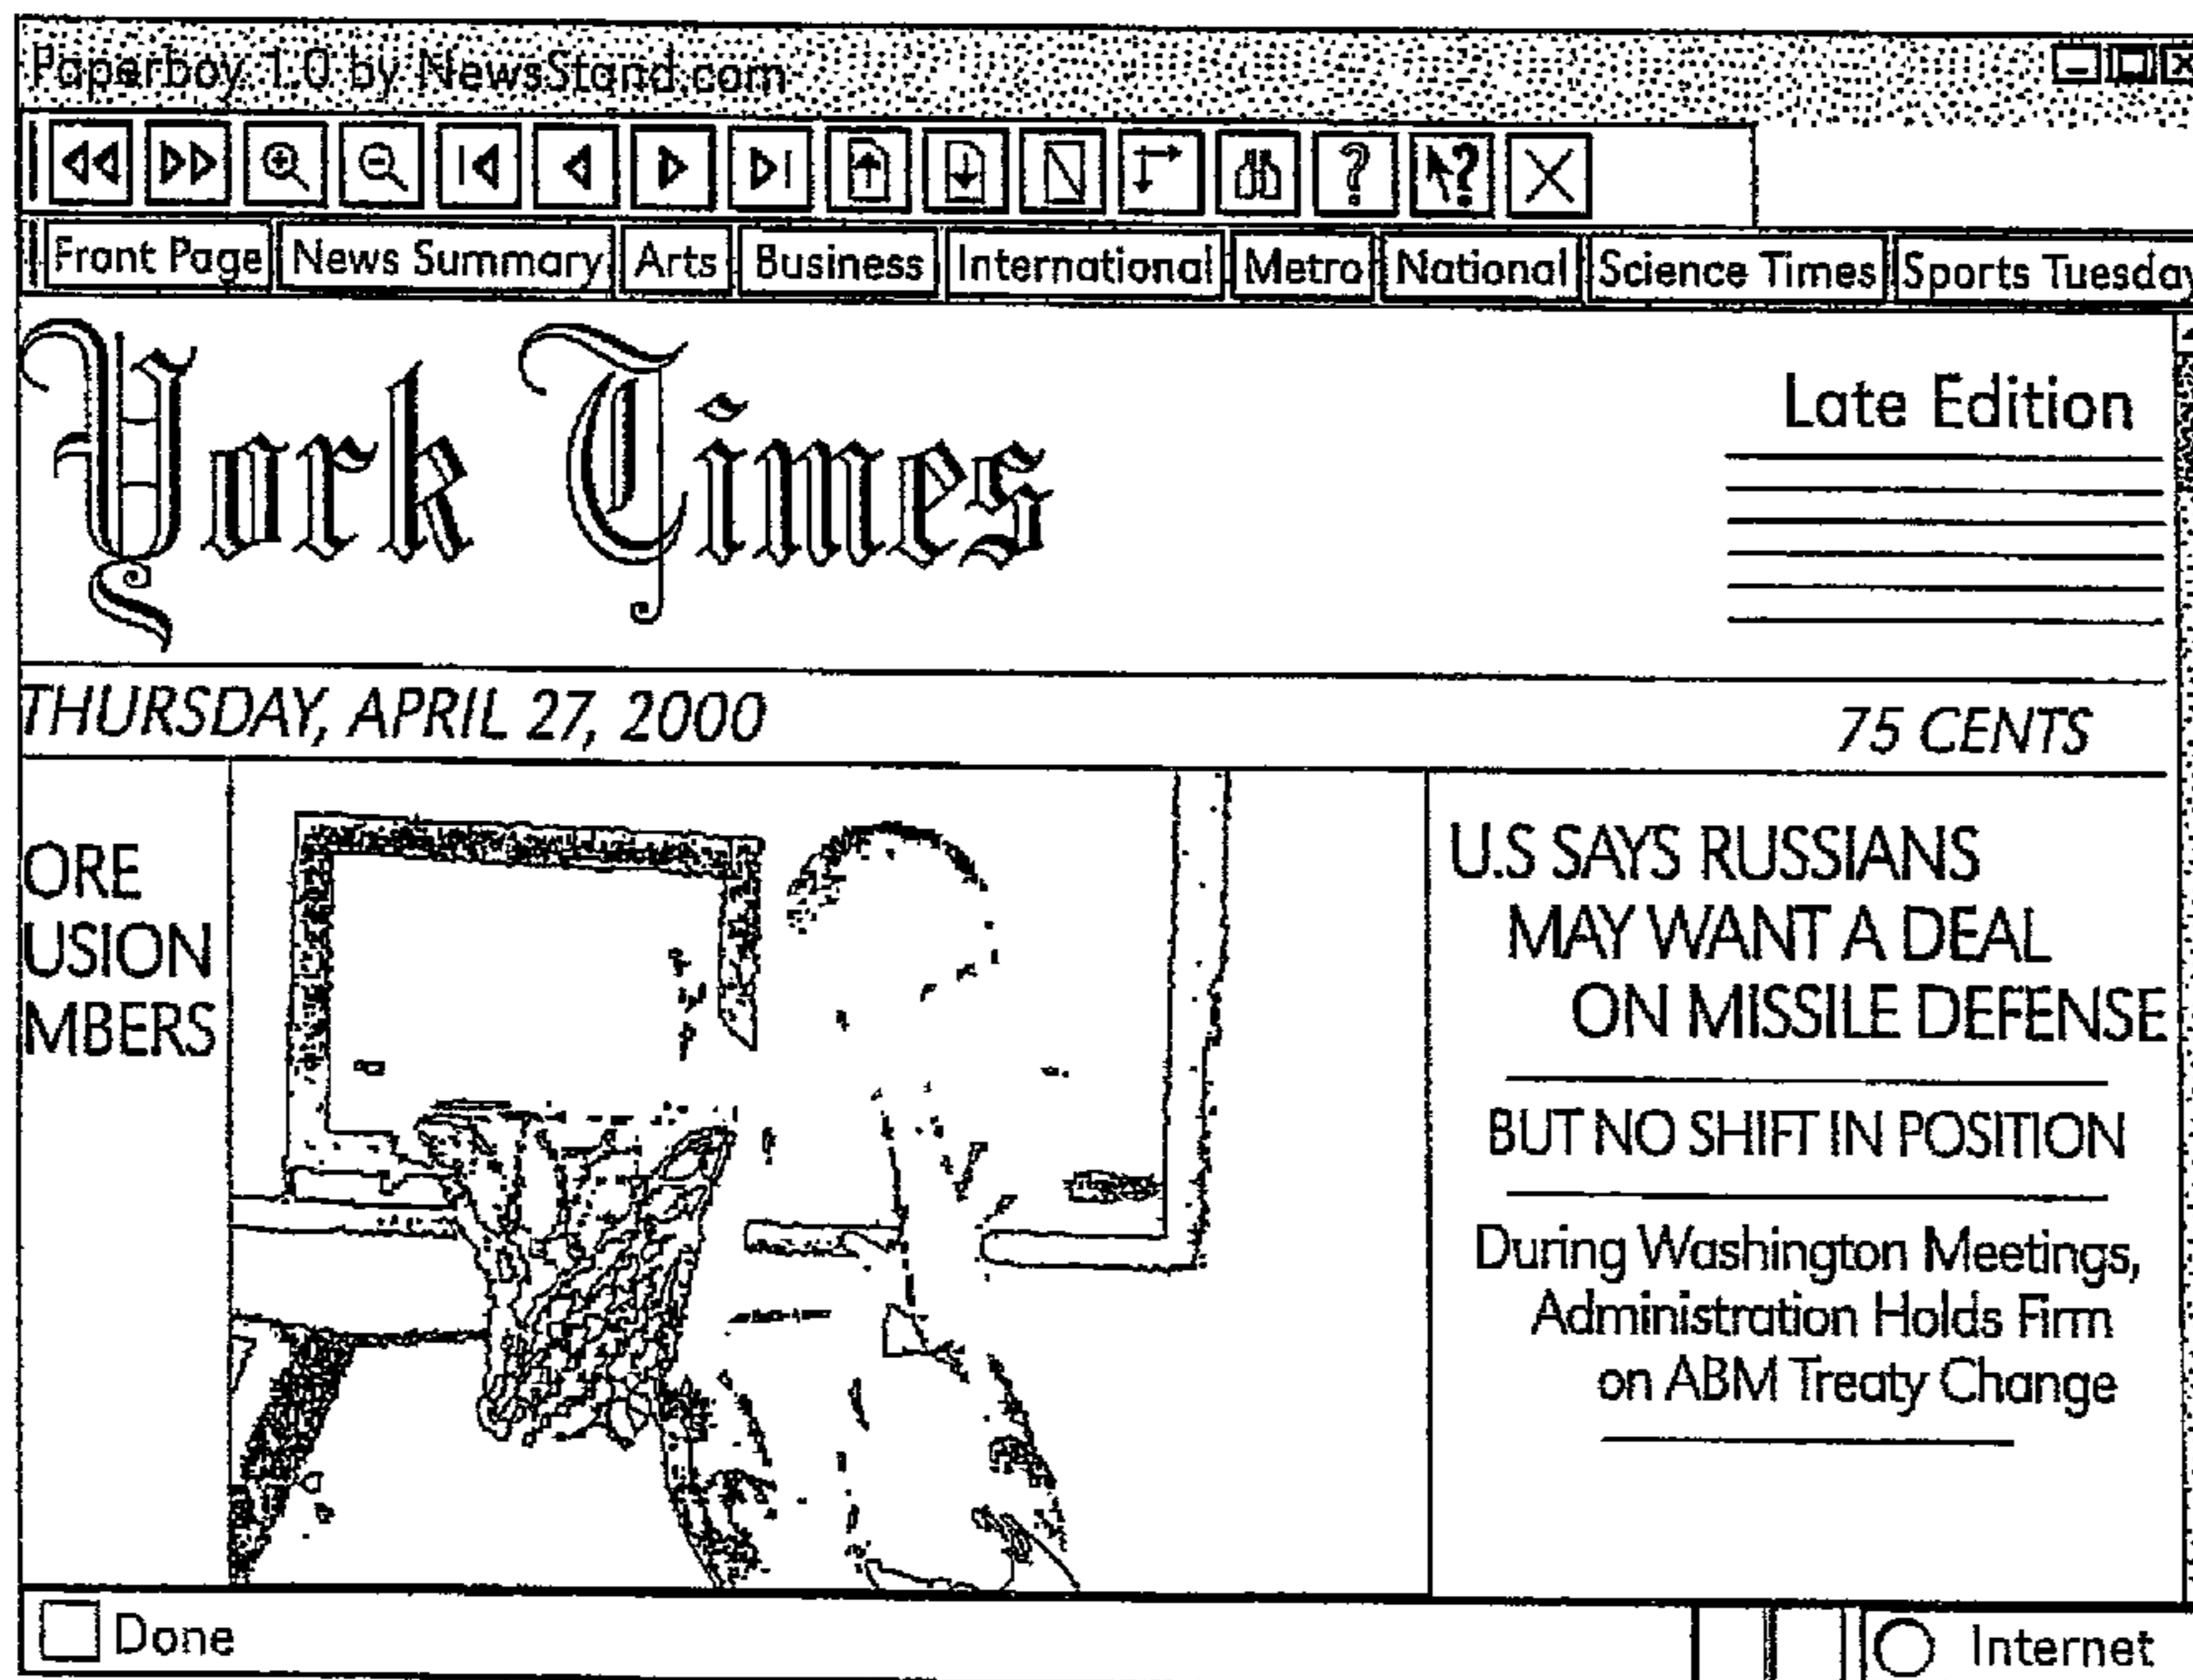 Paperboy 1.0 by NewsStand.com
Front Page News Summary Arts Business International Metro National Science Times Sports Tuesday
York Times
Late Edition
THURSDAY, APRIL 27, 2000
75 CENTS
ORE
USION
MBERS
U.S SAYS RUSSIANS
MAY WANT A DEAL
ON MISSILE DEFENSE
BUT NO SHIFT IN POSITION
During Washington Meetings,
Administration Holds Firm
on ABM Treaty Change
Done
Internet